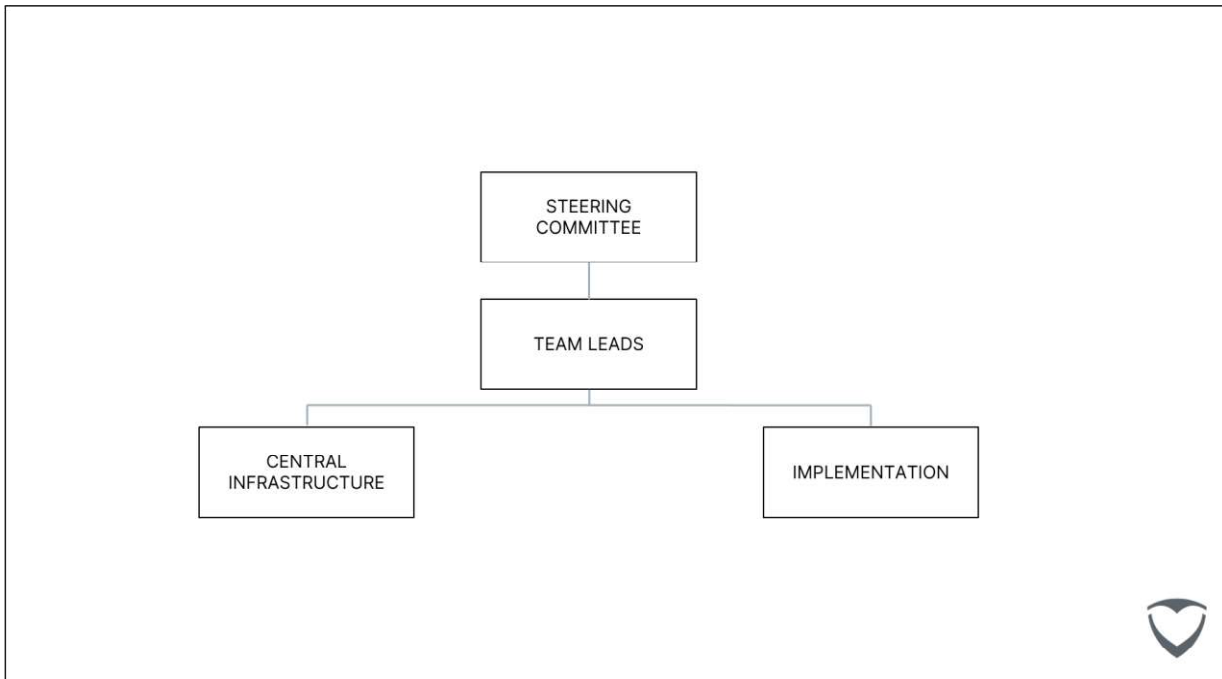 STEERING
COMMITTEE
TEAM LEADS
CENTRAL
INFRASTRUCTURE
IMPLEMENTATION